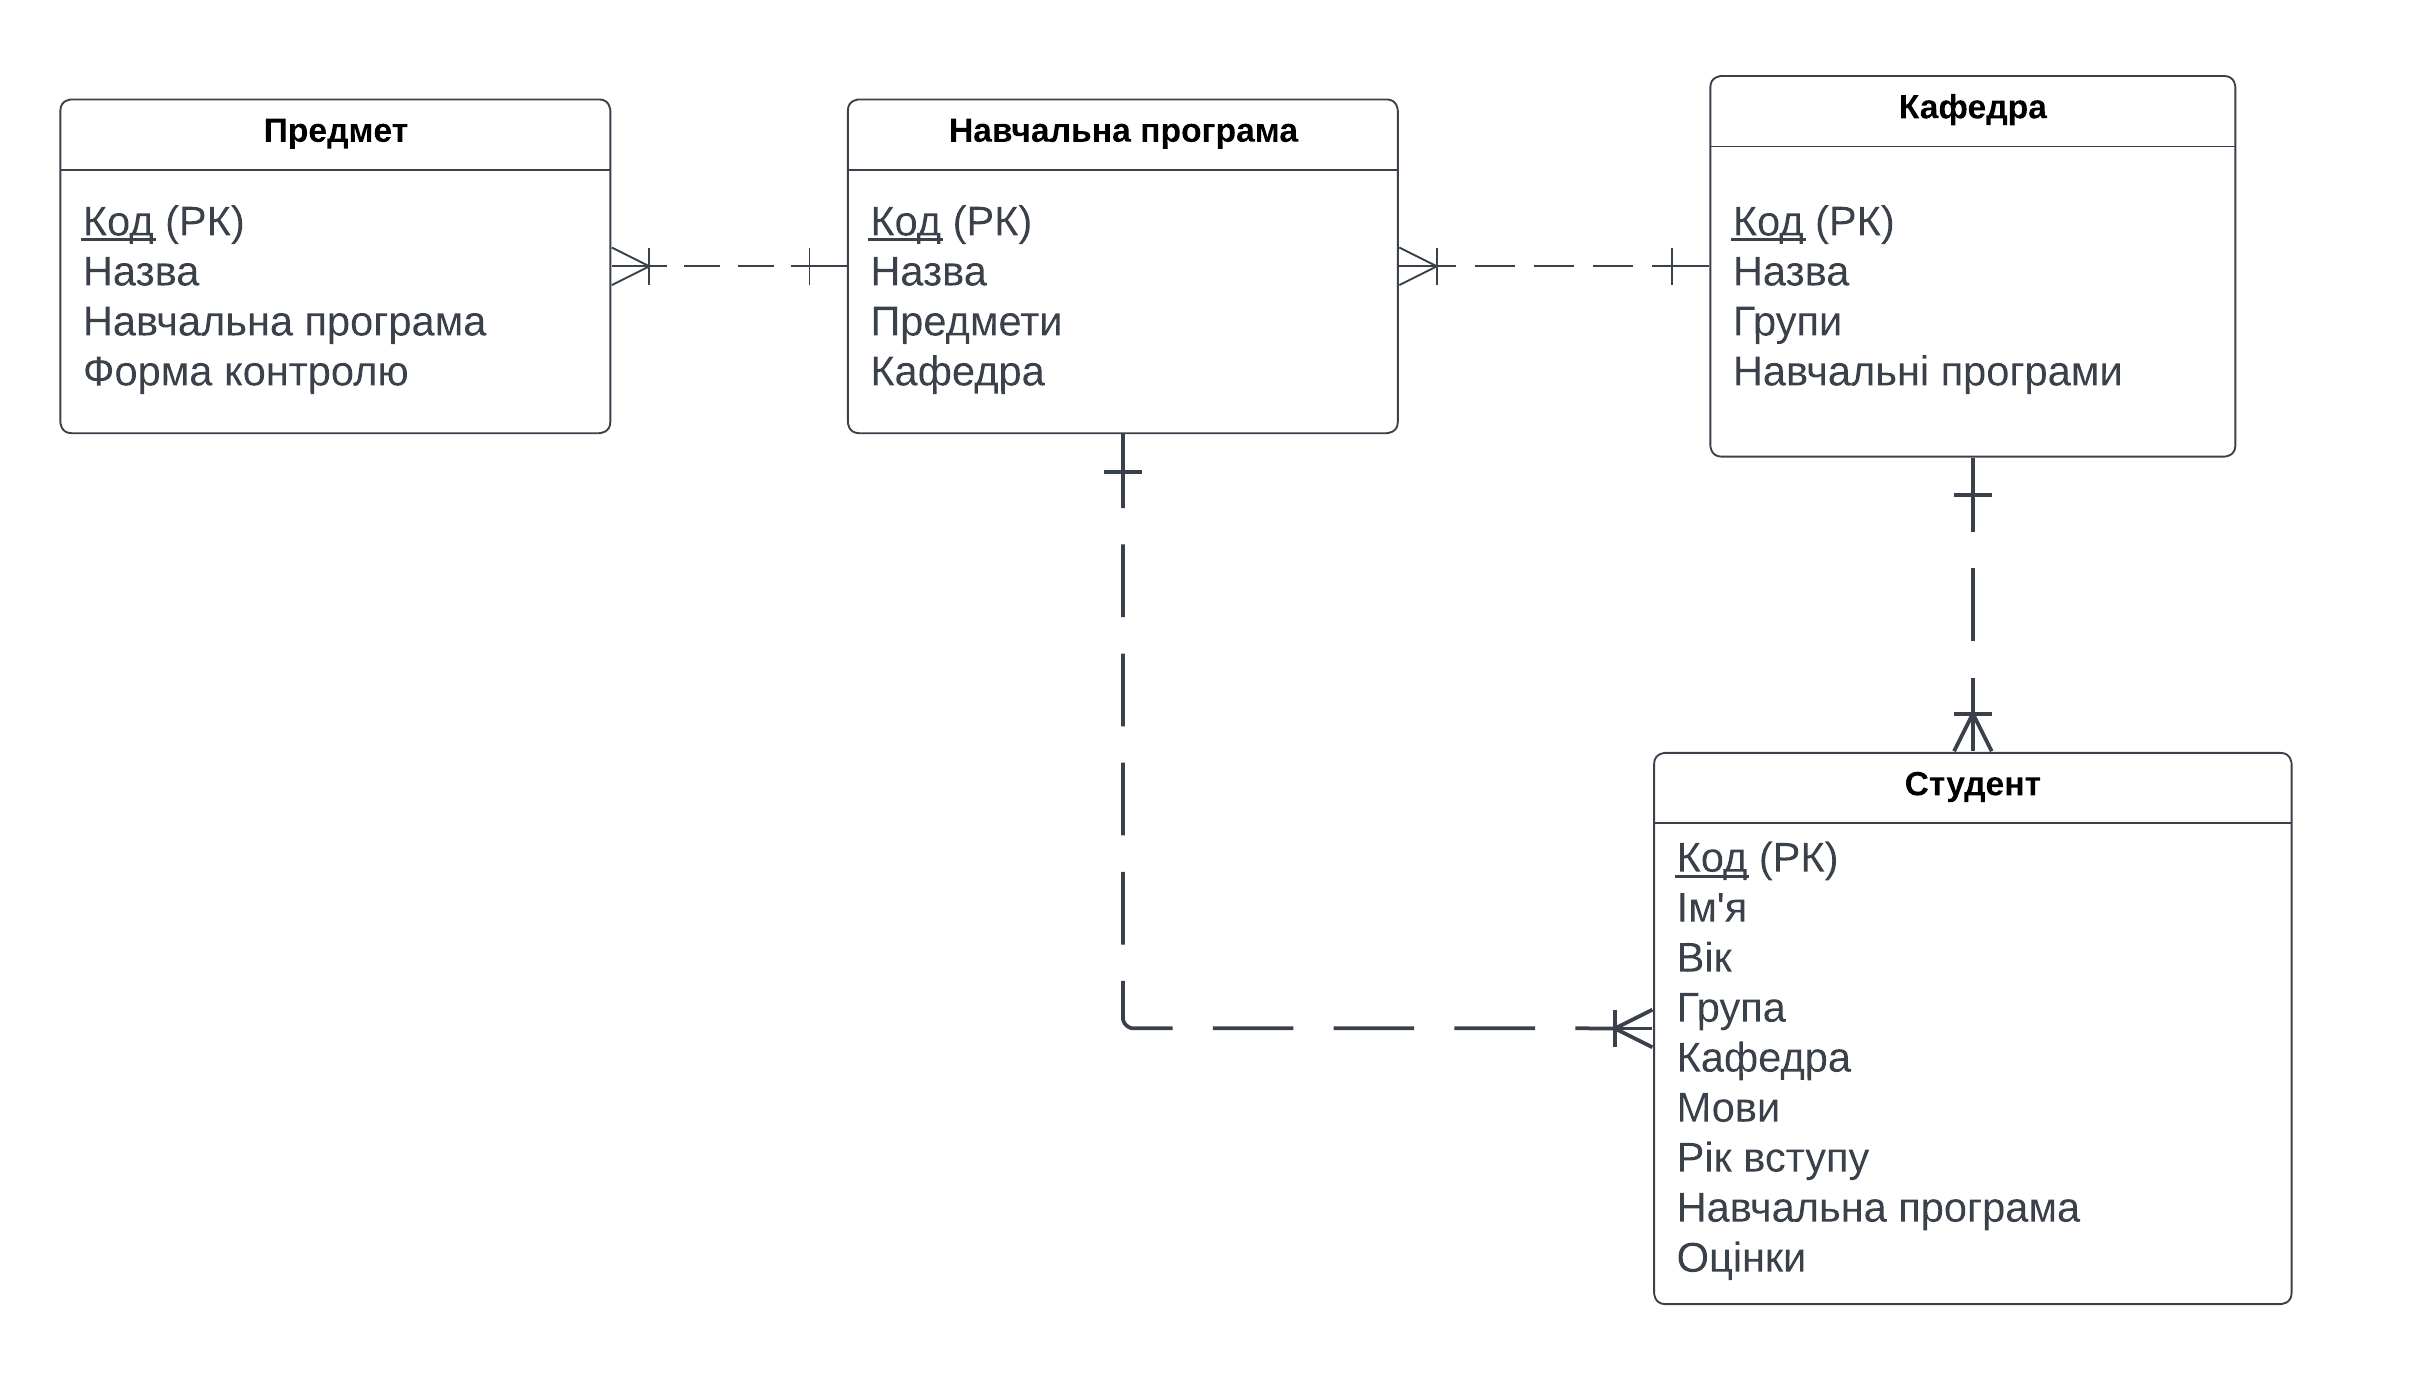 Предмет
Код (РК)
Назва
Навчальна програма
Форма контролю
Навчальна програма
Код (РК)
Назва
Предмети
Кафедра
Кафедра
Код (РК)
Назва
Групи
Навчальні програми
Студент
Код (РК)
Ім'я
Вік
Група
Кафедра
Мови
Рік вступу
Навчальна програма
Оцінки